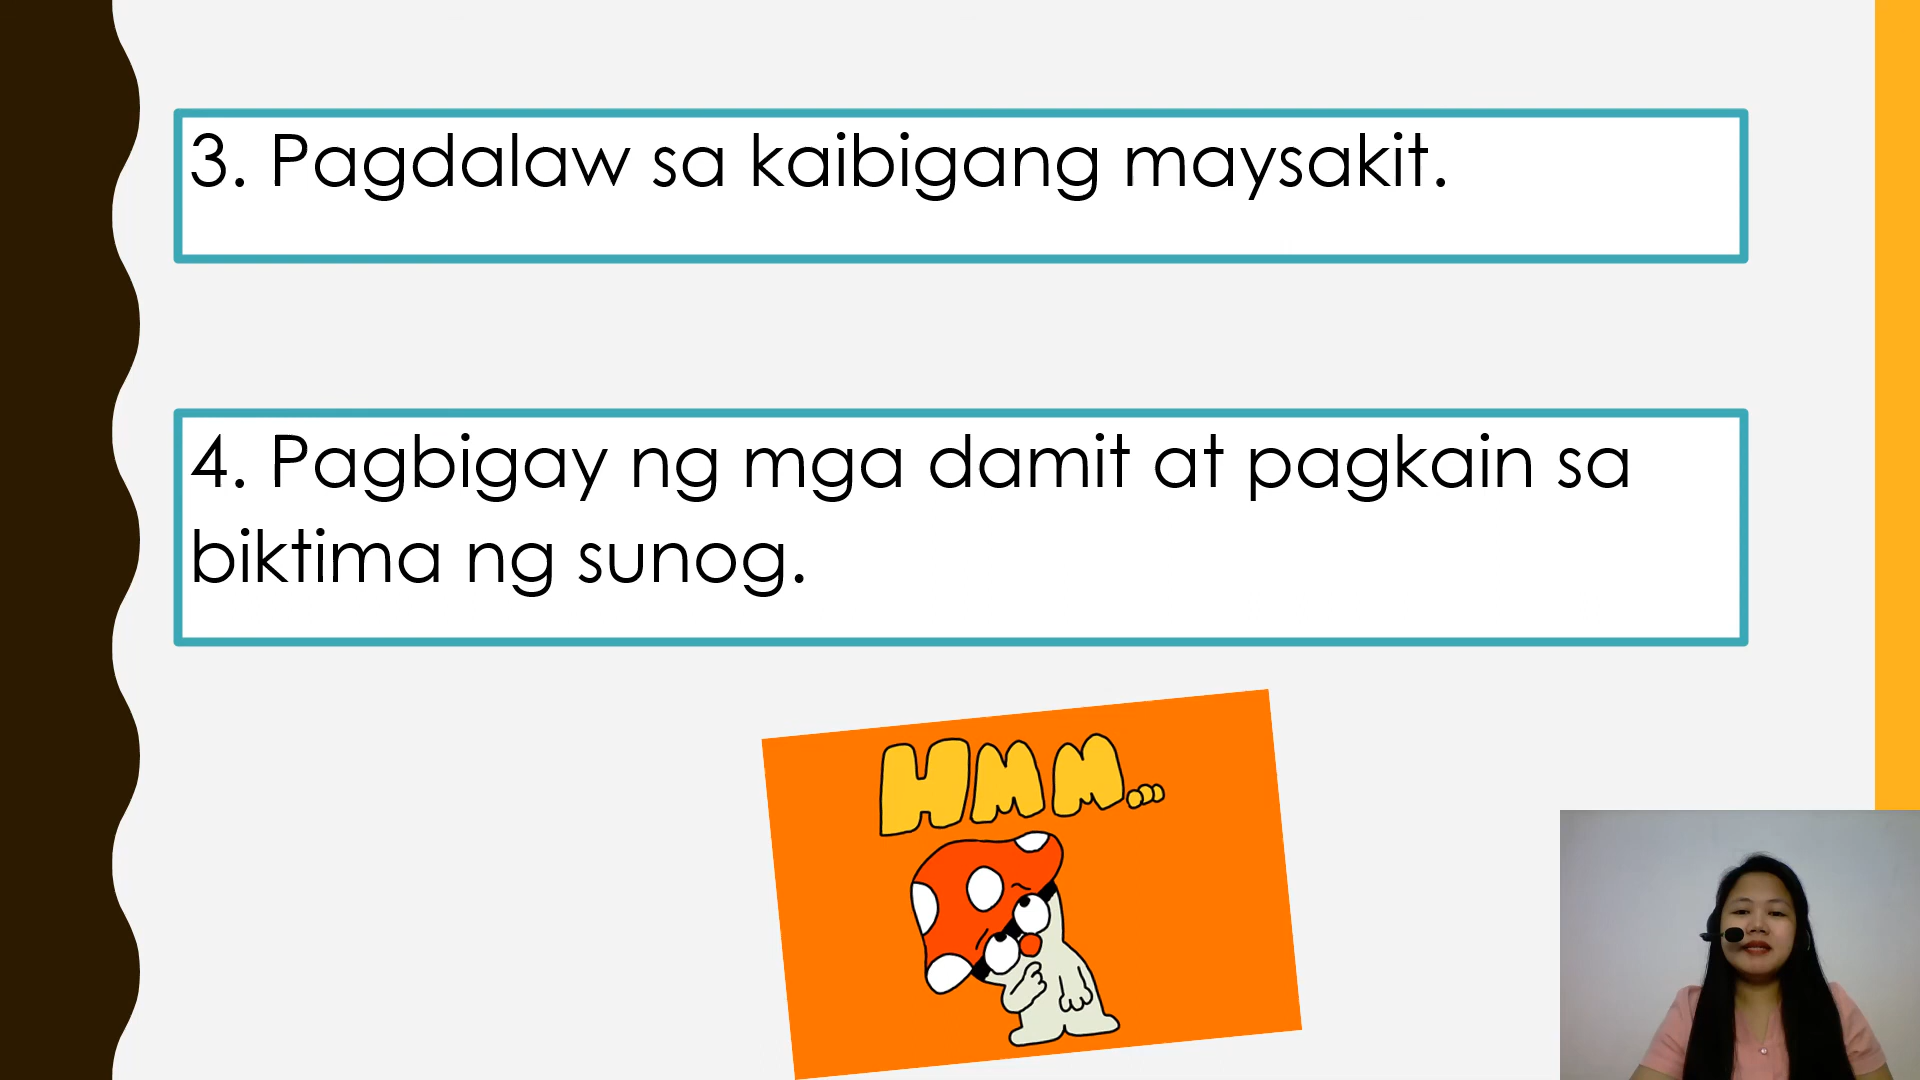 3. Pagdalaw sa kaibigang maysakit.
4. Pagbigay ng mga damit at pagkain sa
biktima ng sunog.
HMM...